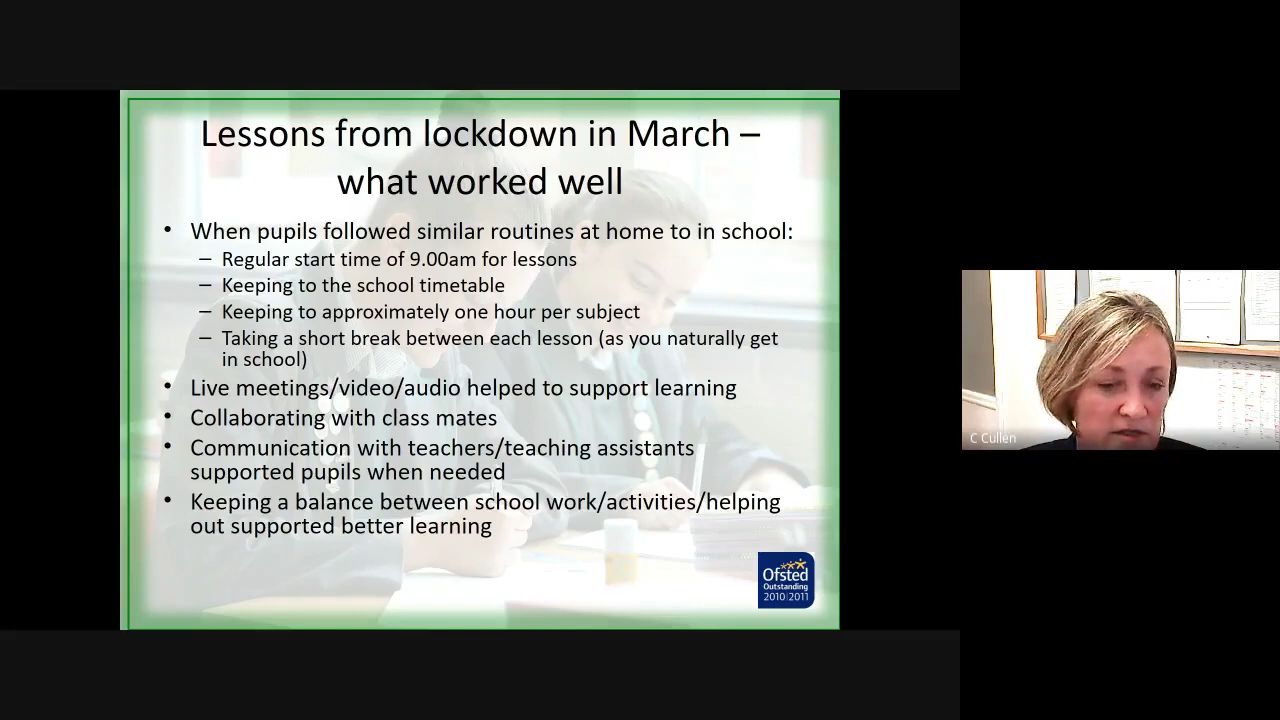 Lessons from lockdown in March –
what worked well
• When pupils followed similar routines at home to in school:
– Regular start time of 9.00am for lessons
– Keeping to the school timetable
– Keeping to approximately one hour per subject
– Taking a short break between each lesson (as you naturally get
in school)
• Live meetings/video/audio helped to support learning
• Collaborating with class mates
• Communication with teachers/teaching assistants
supported pupils when needed
• Keeping a balance between school work/activities/helping
out supported better learning
Ofsted
Outstanding
2010|2011
C Cullen